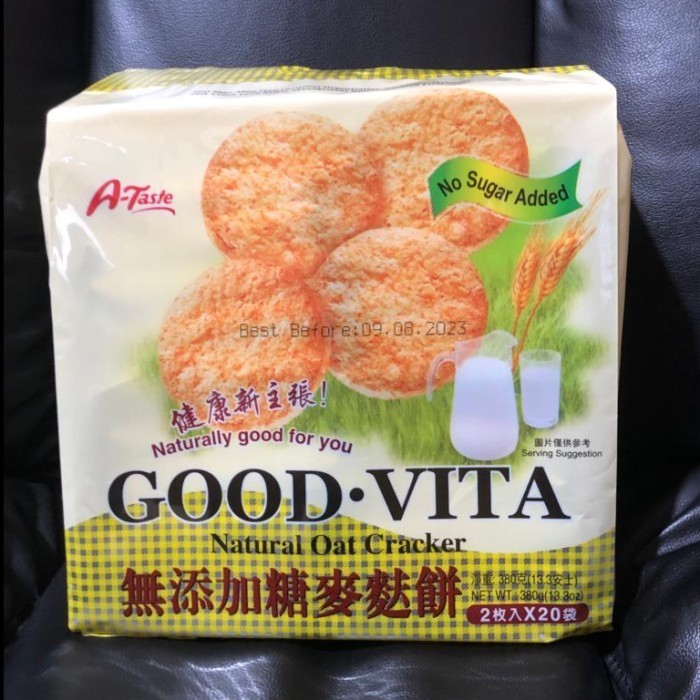 A-Taste
No Sugar Added
Best Before:09.08.2023
健康新主張!
Naturally good for you
圖片僅供參考
Serving Suggestion
GOOD·VITA
Natural Oat Cracker
無添加糖麥麩餅
淨重: 380克(13.3安士)
NET WT. 380g(13.3oz)
2枚入X20袋